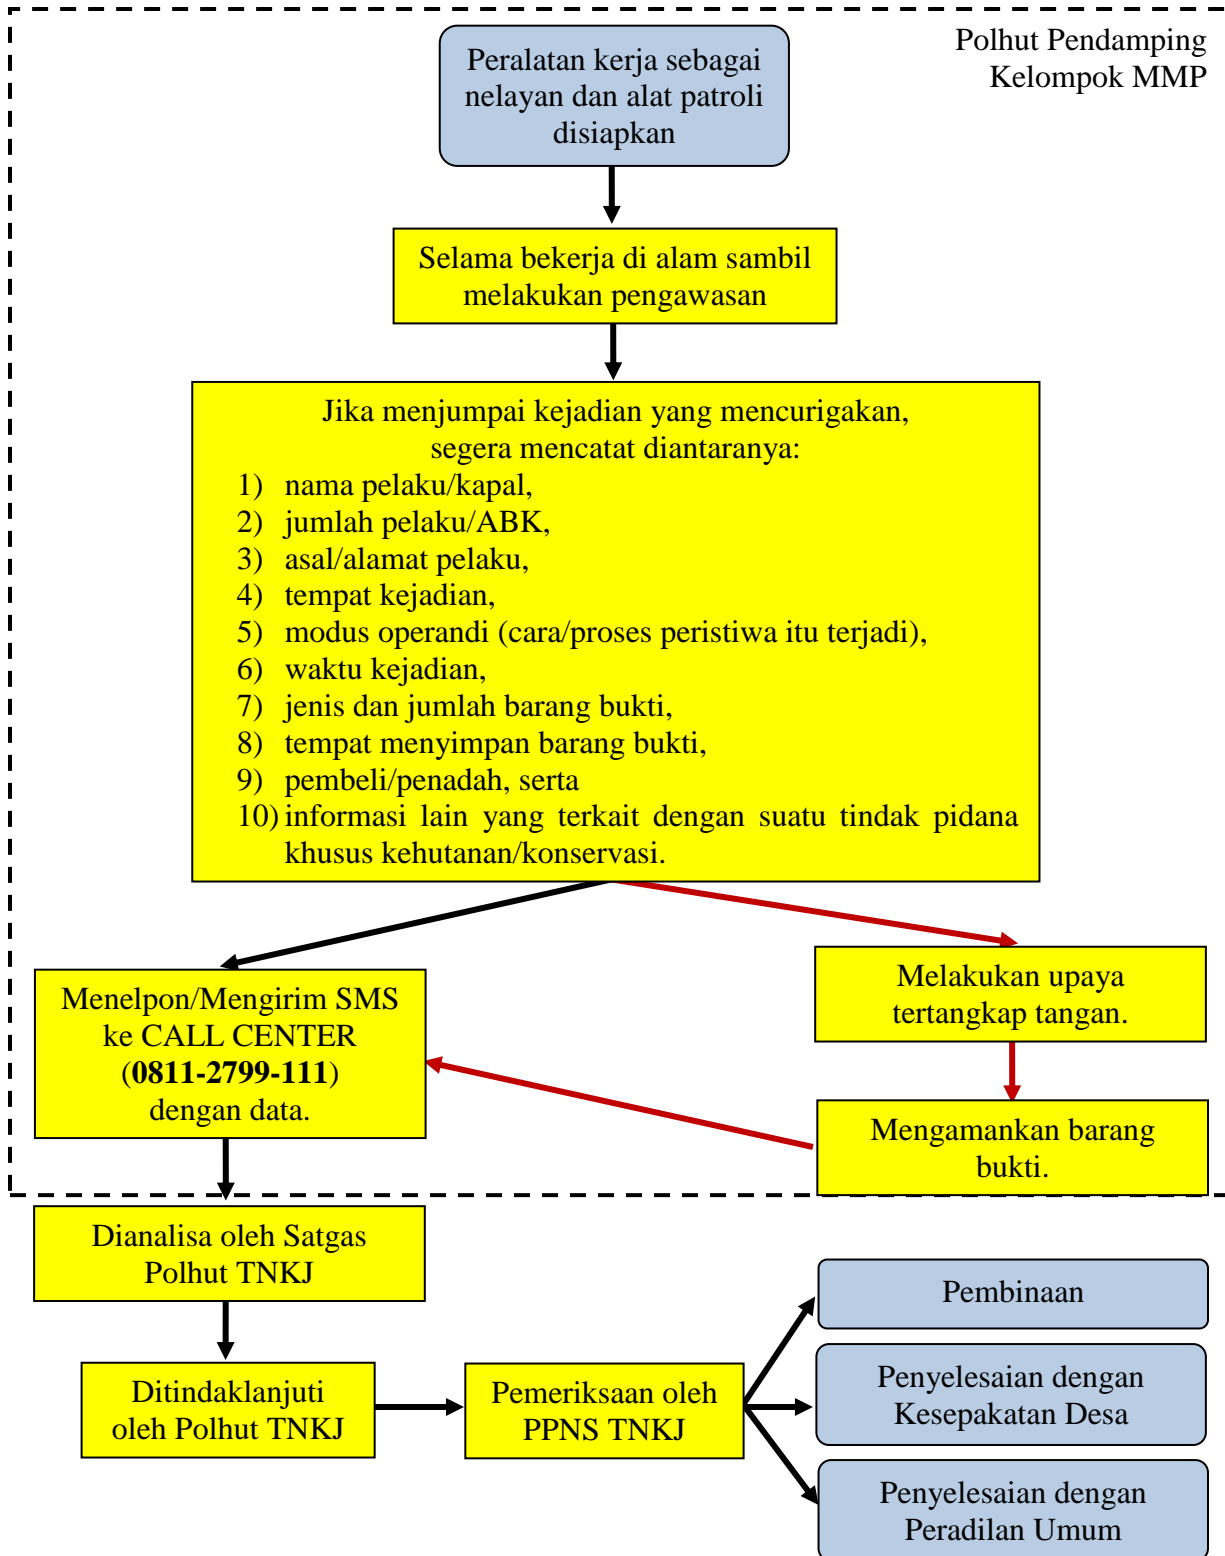 Polhut Pendamping
Kelompok MMP
Peralatan kerja sebagai
nelayan dan alat patroli
disiapkan
Selama bekerja di alam sambil
melakukan pengawasan
Jika menjumpai kejadian yang mencurigakan,
segera mencatat diantaranya:
1) nama pelaku/kapal,
2) jumlah pelaku/ABK,
3) asal/alamat pelaku,
4) tempat kejadian,
5) modus operandi (cara/proses peristiwa itu terjadi),
6) waktu kejadian,
7) jenis dan jumlah barang bukti,
8) tempat menyimpan barang bukti,
9) pembeli/penadah, serta
10) informasi lain yang terkait dengan suatu tindak pidana
khusus kehutanan/konservasi.
Menelpon/Mengirim SMS
ke CALL CENTER
(0811-2799-111)
dengan data.
Melakukan upaya
tertangkap tangan.
Mengamankan barang
bukti.
Dianalisa oleh Satgas
Polhut TNKJ
Ditindaklanjuti
oleh Polhut TNKJ
Pemeriksaan oleh
PPNS TNKJ
Pembinaan
Penyelesaian dengan
Kesepakatan Desa
Penyelesaian dengan
Peradilan Umum